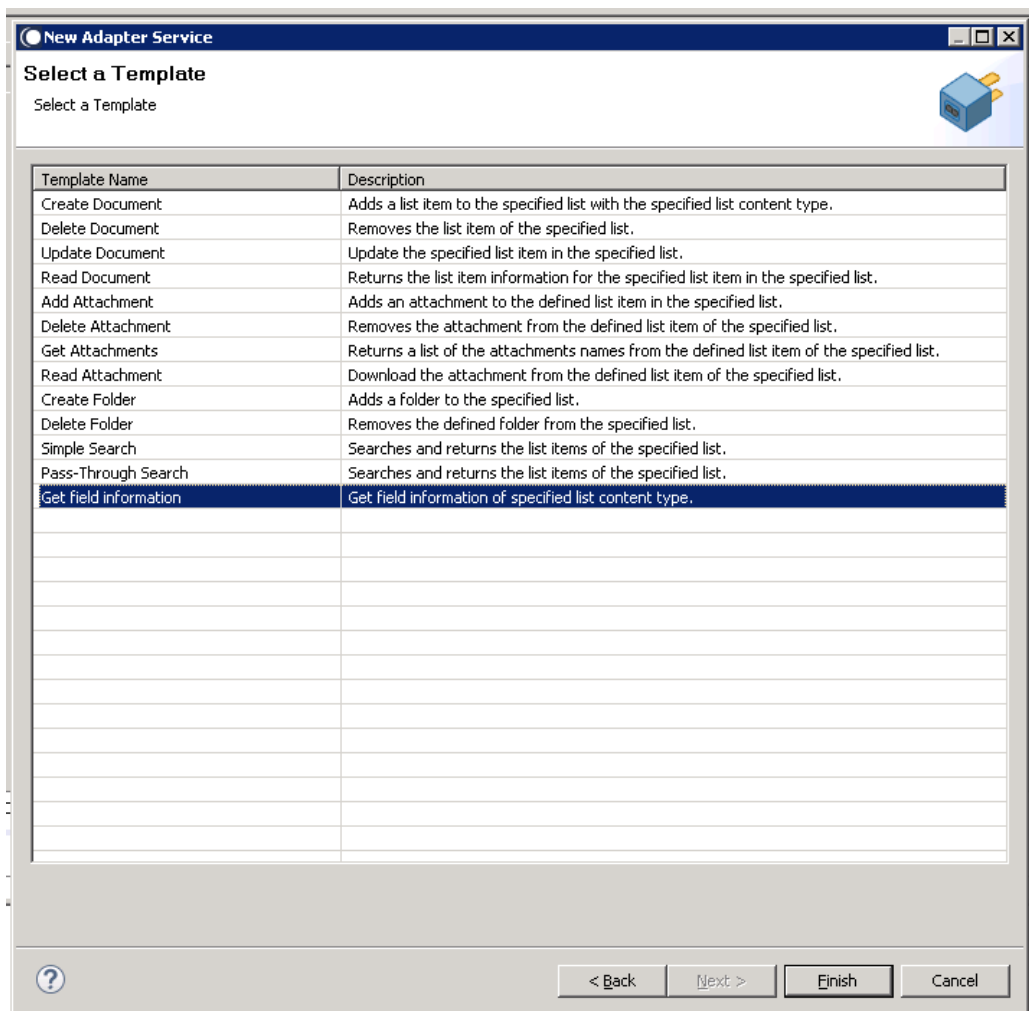 New Adapter Service
Select a Template
Select a Template
Template Name Description
Create Document Adds a list item to the specified list with the specified list content type.
Delete Document Removes the list item of the specified list.
Update Document Update the specified list item in the specified list.
Read Document Returns the list item information for the specified list item in the specified list.
Add Attachment Adds an attachment to the defined list item in the specified list.
Delete Attachment Removes the attachment from the defined list item of the specified list.
Get Attachments Returns a list of the attachments names from the defined list item of the specified list.
Read Attachment Download the attachment from the defined list item of the specified list.
Create Folder Adds a folder to the specified list.
Delete Folder Removes the defined folder from the specified list.
Simple Search Searches and returns the list items of the specified list.
Pass-Through Search Searches and returns the list items of the specified list.
Get field information Get field information of specified list content type.
? < Back Next > Finish Cancel